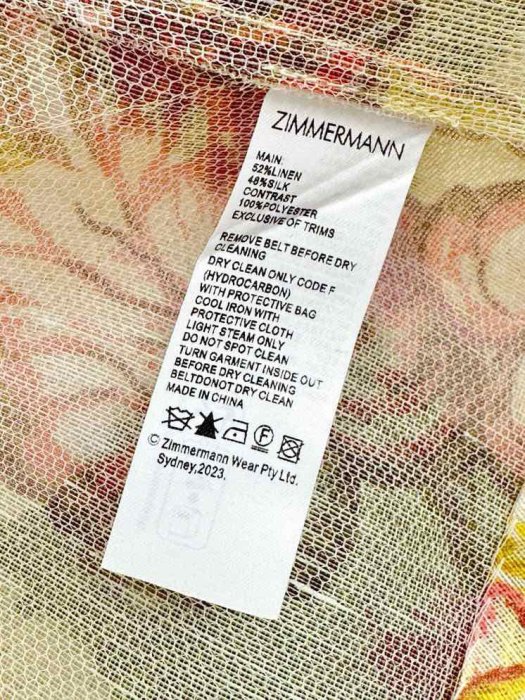 ZIMMERMANN
MAIN:
52%LINEN
48%SILK
CONTRAST
100%POLYESTER
EXCLUSIVE OF TRIMS
REMOVE BELT BEFORE DRY
CLEANING
DRY CLEAN ONLY CODE F
(HYDROCARBON)
WITH PROTECTIVE BAG
COOL IRON WITH
PROTECTIVE CLOTH
LIGHT STEAM ONLY
DO NOT SPOT CLEAN
TURN GARMENT INSIDE OUT
BEFORE DRY CLEANING
BELTDONOT DRY CLEAN
MADE IN CHINA
F
© Zimmermann Wear Pty Ltd.
Sydney,2023.